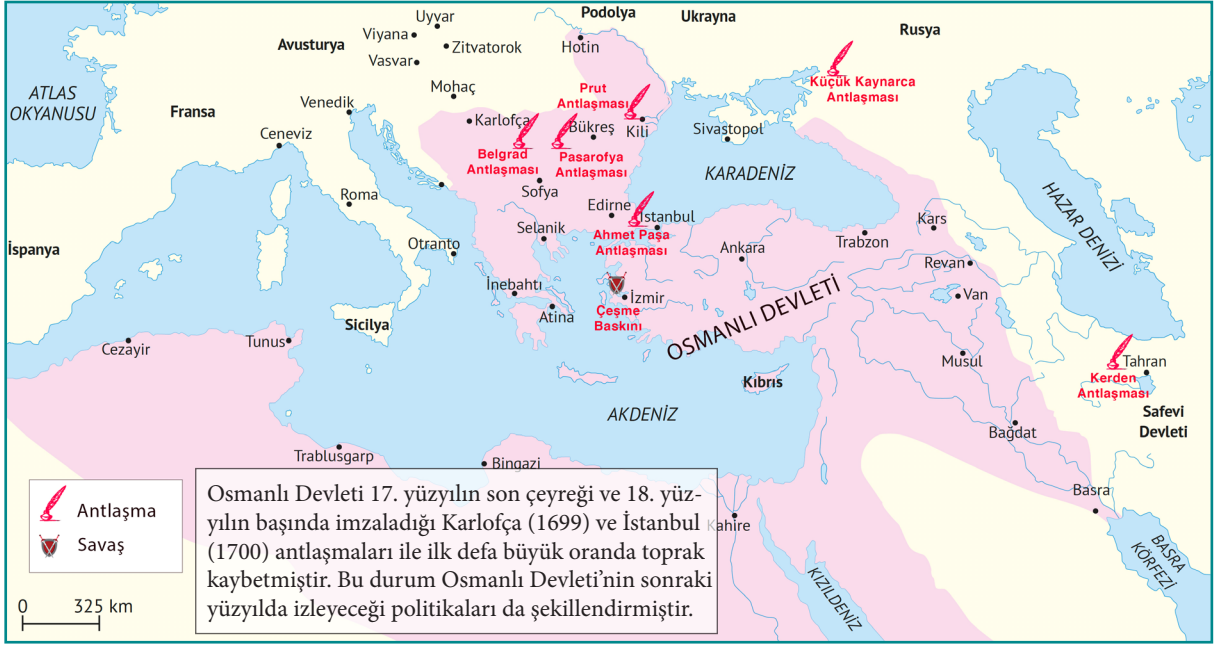 Podolya
Ukrayna
Rusya
Uyvar
Viyana
Avusturya
Zitvatorok
Hotin
Vasvar
Küçük Kaynarca
Antlaşması
ATLAS
OKYANUSU
Fransa
Mohaç
Prut
Antlaşması
Venedik
Karlofça
Bükreş
Kili
Sivastopol
Ceneviz
Belgrad
Antlaşması
Pasarofya
Antlaşması
KARADENİZ
HAZAR DENİZİ
Sofya
Roma
Edirne
İstanbul
Kars
Selanik
Ahmet Paşa
Antlaşması
Trabzon
Otranto
Ankara
İspanya
Revan
İnebahtı
İzmir
Van
Atina
Çeşme
Baskını
OSMANLI DEVLETİ
Sicilya
Cezayir
Tunus
Musul
Tahran
Kerden
Antlaşması
Kıbrıs
AKDENİZ
Safevi
Devleti
Bağdat
Trablusgarp
Bingazi
Basra
Kahire
BASRA
KÖRFEZİ
KIZILDENİZ
Antlaşma
Savaş
0 325 km
Osmanlı Devleti 17. yüzyılın son çeyreği ve 18. yüz-
yılın başında imzaladığı Karlofça (1699) ve İstanbul
(1700) antlaşmaları ile ilk defa büyük oranda toprak
kaybetmiştir. Bu durum Osmanlı Devleti’nin sonraki
yüzyılda izleyeceği politikaları da şekillendirmiştir.